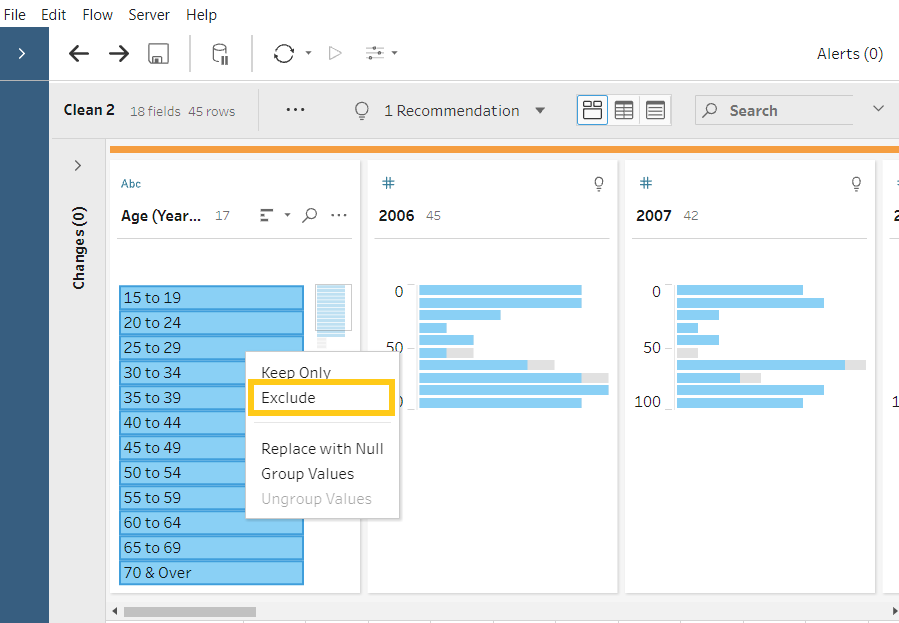 File Edit Flow Server Help
Alerts (0)
Clean 2 18 fields 45 rows ... 1 Recommendation Search
Changes (0)
Abc # #
Age (Year... 17 ... 2006 45 2007 42 2
15 to 19
20 to 24
25 to 29
30 to 34
35 to 39
40 to 44
45 to 49
50 to 54
55 to 59
60 to 64
65 to 69
70 & Over
Keep Only
Exclude
Replace with Null
Group Values
Ungroup Values
0
50
0
50
100